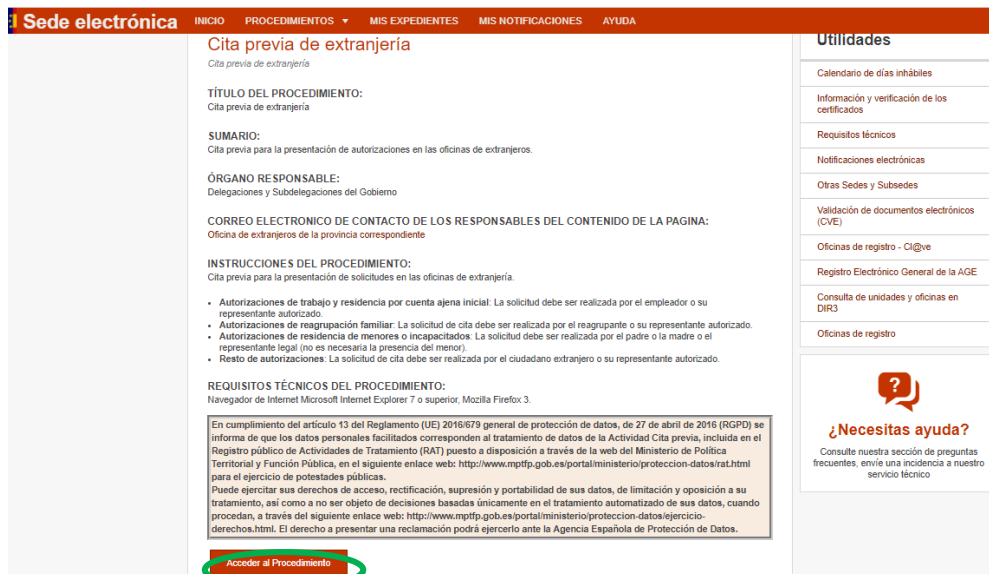 Sede electrónica
INICIO PROCEDIMIENTOS MIS EXPEDIENTES MIS NOTIFICACIONES AYUDA
Cita previa de extranjería
Cita previa de extranjería
TÍTULO DEL PROCEDIMIENTO:
Cita previa de extranjería
SUMARIO:
Cita previa para la presentación de autorizaciones en las oficinas de extranjeros.
ÓRGANO RESPONSABLE:
Delegaciones y Subdelegaciones del Gobierno
CORREO ELECTRONICO DE CONTACTO DE LOS RESPONSABLES DEL CONTENIDO DE LA PAGINA:
Oficina de extranjeros de la provincia correspondiente
INSTRUCCIONES DEL PROCEDIMIENTO:
Cita previa para la presentación de solicitudes en las oficinas de extranjería.
• Autorizaciones de trabajo y residencia por cuenta ajena inicial: La solicitud debe ser realizada por el empleador o su
representante autorizado.
• Autorizaciones de reagrupación familiar: La solicitud de cita debe ser realizada por el reagrupante o su representante autorizado.
• Autorizaciones de residencia de menores o incapacitados: La solicitud debe ser realizada por el padre o la madre o el
representante legal (no es necesaria la presencia del menor).
• Resto de autorizaciones: La solicitud de cita debe ser realizada por el ciudadano extranjero o su representante autorizado.
REQUISITOS TÉCNICOS DEL PROCEDIMIENTO:
Navegador de Internet Microsoft Internet Explorer 7 o superior, Mozilla Firefox 3.
En cumplimiento del artículo 13 del Reglamento (UE) 2016/679 general de protección de datos, de 27 de abril de 2016 (RGPD) se
informa de que los datos personales facilitados corresponden al tratamiento de datos de la Actividad Cita previa, incluida en el
Registro público de Actividades de Tratamiento (RAT) puesto a disposición a través de la web del Ministerio de Política
Territorial y Función Pública, en el siguiente enlace web: http://www.mptfp.gob.es/portal/ministerio/proteccion-datos/rat.html
para el ejercicio de potestades públicas.
Puede ejercitar sus derechos de acceso, rectificación, supresión y portabilidad de sus datos, de limitación y oposición a su
tratamiento, así como a no ser objeto de decisiones basadas únicamente en el tratamiento automatizado de sus datos, cuando
procedan, a través del siguiente enlace web: http://www.mptfp.gob.es/portal/ministerio/proteccion-datos/ejercicio-
derechos.html. El derecho a presentar una reclamación podrá ejercerlo ante la Agencia Española de Protección de Datos.
Acceder al Procedimiento
Utilidades
Calendario de días inhábiles
Información y verificación de los
certificados
Requisitos técnicos
Notificaciones electrónicas
Otras Sedes y Subsedes
Validación de documentos electrónicos
(CVE)
Oficinas de registro - Cl@ve
Registro Electrónico General de la AGE
Consulta de unidades y oficinas en
DIR3
Oficinas de registro
?
¿Necesitas ayuda?
Consulte nuestra sección de preguntas
frecuentes, envíe una incidencia a nuestro
servicio técnico